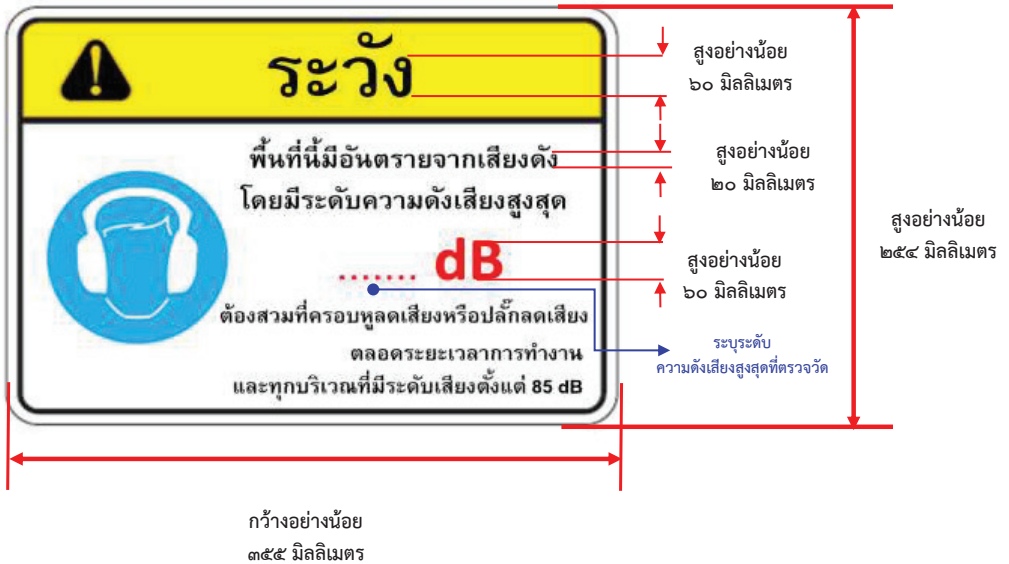 ระวัง
พื้นที่นี้มีอันตรายจากเสียงดัง
โดยมีระดับความดังเสียงสูงสุด
....... dB
ต้องสวมที่ครอบหูลดเสียงหรือปลั๊กลดเสียง
ตลอดระยะเวลาการทำงาน
และทุกบริเวณที่มีระดับเสียงตั้งแต่ 85 dB
สูงอย่างน้อย
๖๐ มิลลิเมตร
สูงอย่างน้อย
๒๐ มิลลิเมตร
สูงอย่างน้อย
๖๐ มิลลิเมตร
ระบุระดับ
ความดังเสียงสูงสุดที่ตรวจวัด
สูงอย่างน้อย
๒๕๔ มิลลิเมตร
กว้างอย่างน้อย
๓๕๕ มิลลิเมตร